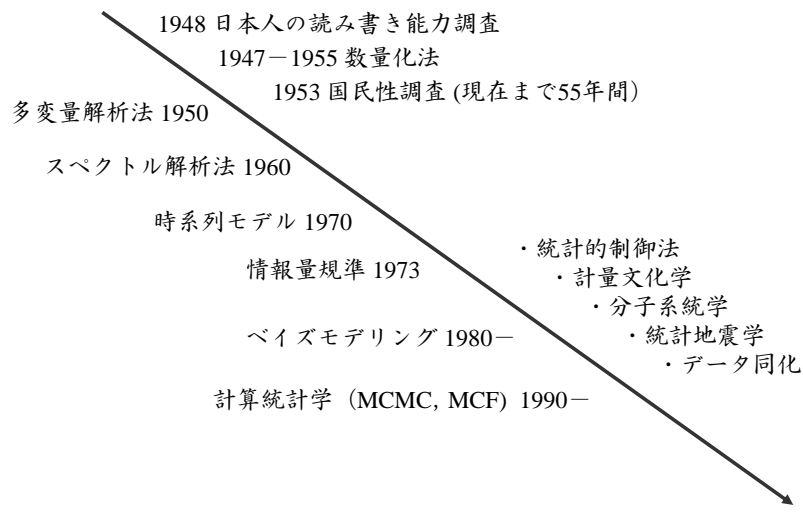 1948 日本人の読み書き能力調査
1947－1955 数量化法
1953 国民性調査 (現在まで55年間）
多変量解析法 1950
スペクトル解析法 1960
時系列モデル 1970
情報量規準 1973
・統計的制御法
・計量文化学
・分子系統学
・統計地震学
・データ同化
ベイズモデリング 1980－
計算統計学（MCMC, MCF) 1990－